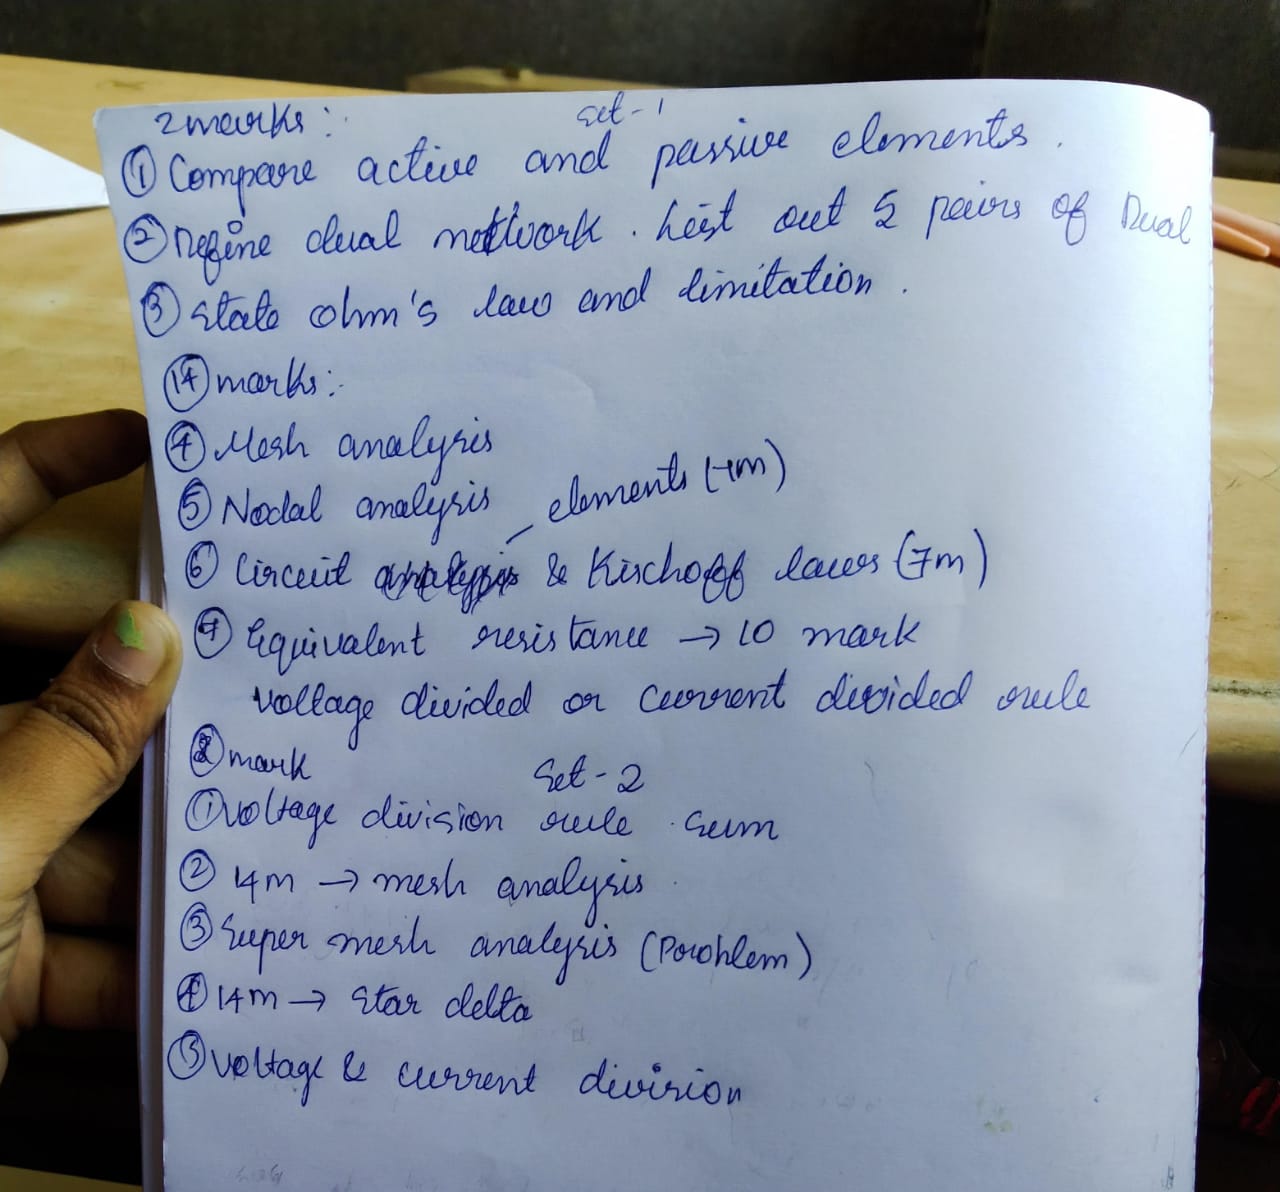 2 marks: Set-1
① Compare active and passive elements.
② Define dual network. List out 5 pairs of Dual
③ State ohm's law and limitation.
⑭ marks:-
④ Mesh analysis
⑤ Nodal analysis
elements (7m)
⑥ Circuit & Kirchoff laws (7m)
⑦ Equivalent resistance → 10 mark
Voltage divided or Current divided rule
② mark Set-2
① voltage division rule sum
② 14m → mesh analysis
③ Super mesh analysis (Problem)
④ 14m → Star delta
⑤ voltage & current division